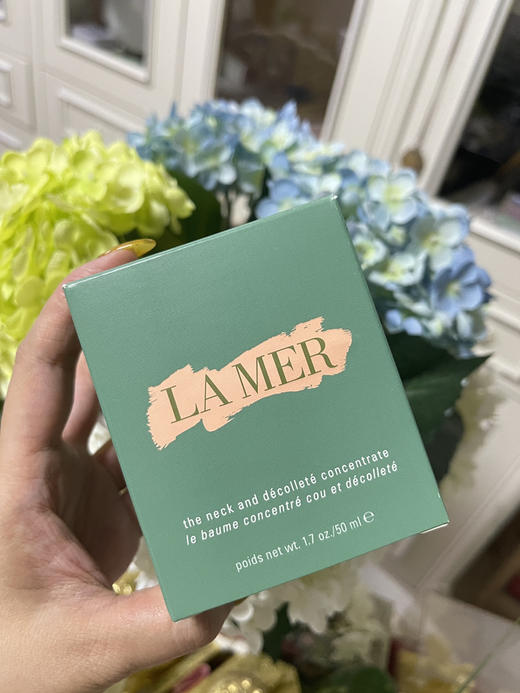 LA MER
the neck and décolleté concentrate
le baume concentré cou et décolleté
poids net wt. 1.7 oz./50 ml ℮